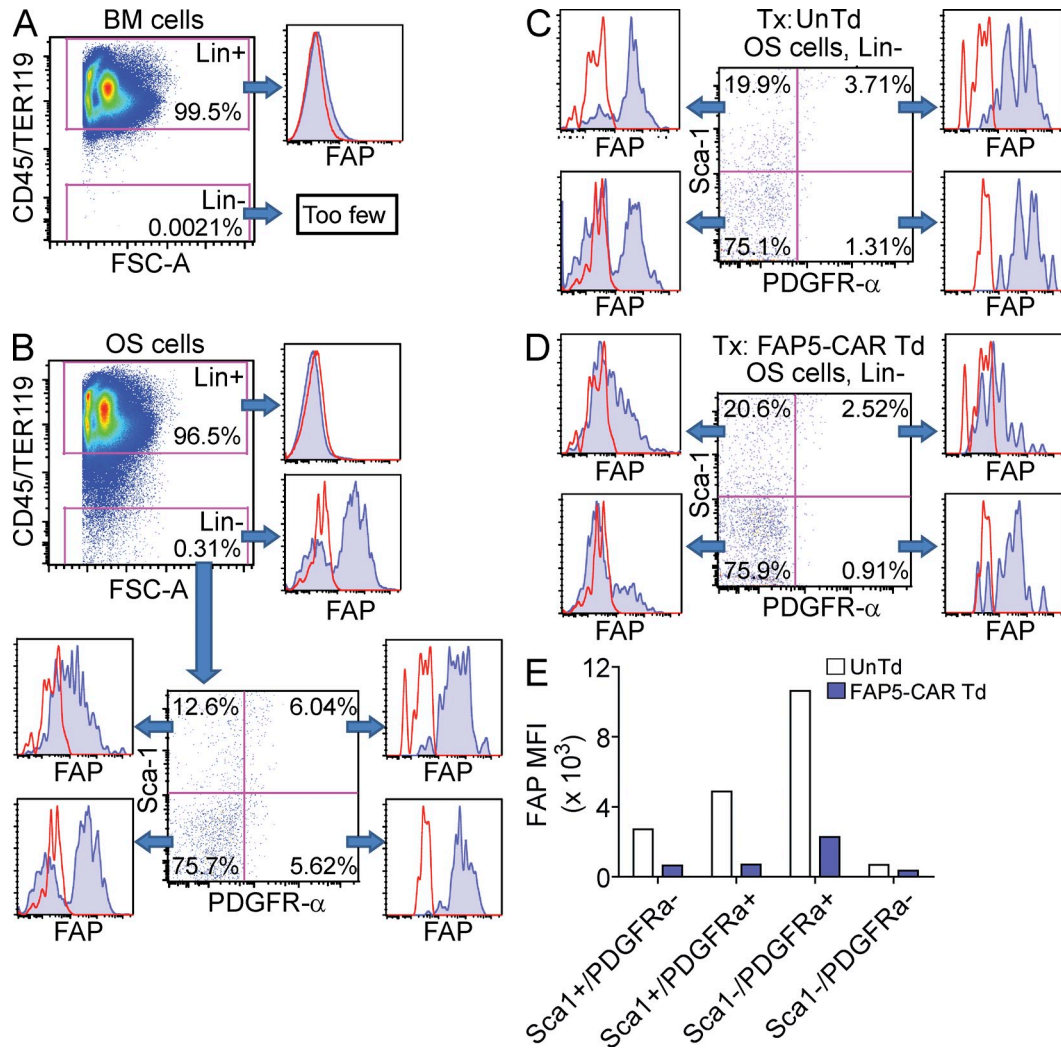 A
BM cells
CD45/TER119
Lin+
99.5%
Lin-
0.0021%
FSC-A
FAP
Too few
B
OS cells
CD45/TER119
Lin+
96.5%
Lin-
0.31%
FSC-A
FAP
FAP
FAP
12.6%
6.04%
Sca-1
75.7%
5.62%
PDGFR-α
FAP
FAP
FAP
C
Tx:UnTd
OS cells, Lin-
19.9%
3.71%
Sca-1
75.1%
1.31%
PDGFR-α
FAP
FAP
FAP
FAP
D
Tx: FAP5-CAR Td
OS cells, Lin-
20.6%
2.52%
Sca-1
75.9%
0.91%
PDGFR-α
FAP
FAP
FAP
FAP
E
UnTd
FAP5-CAR Td
FAP MFI
(x 10³)
12
8
4
0
Sca1+/PDGFRa-
Sca1+/PDGFRa+
Sca1-/PDGFRa+
Sca1-/PDGFRa-